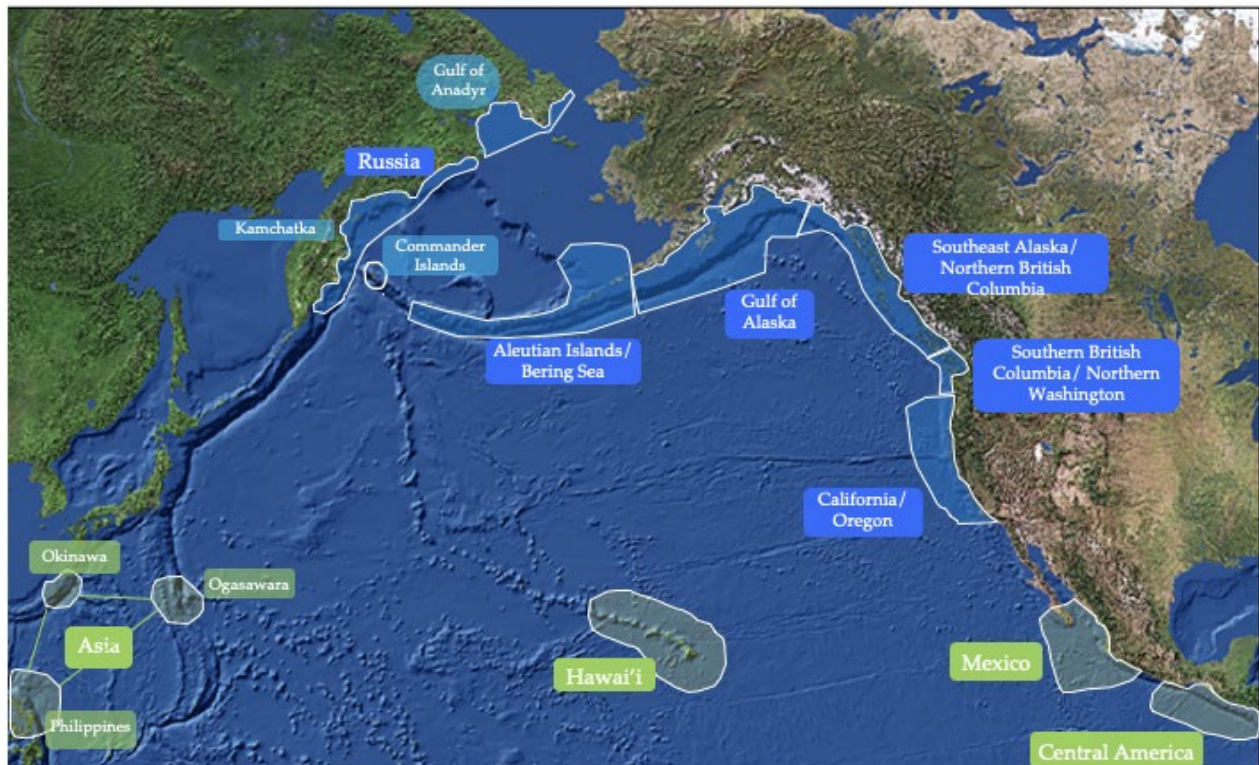 Gulf of
Anadyr
Russia
Kamchatka
Commander
Islands
Southeast Alaska/
Northern British
Columbia
Gulf of
Alaska
Aleutian Islands/
Bering Sea
Southern British
Columbia/ Northern
Washington
California/
Oregon
Okinawa
Ogasawara
Asia
Hawai'i
Mexico
Philippines
Central America